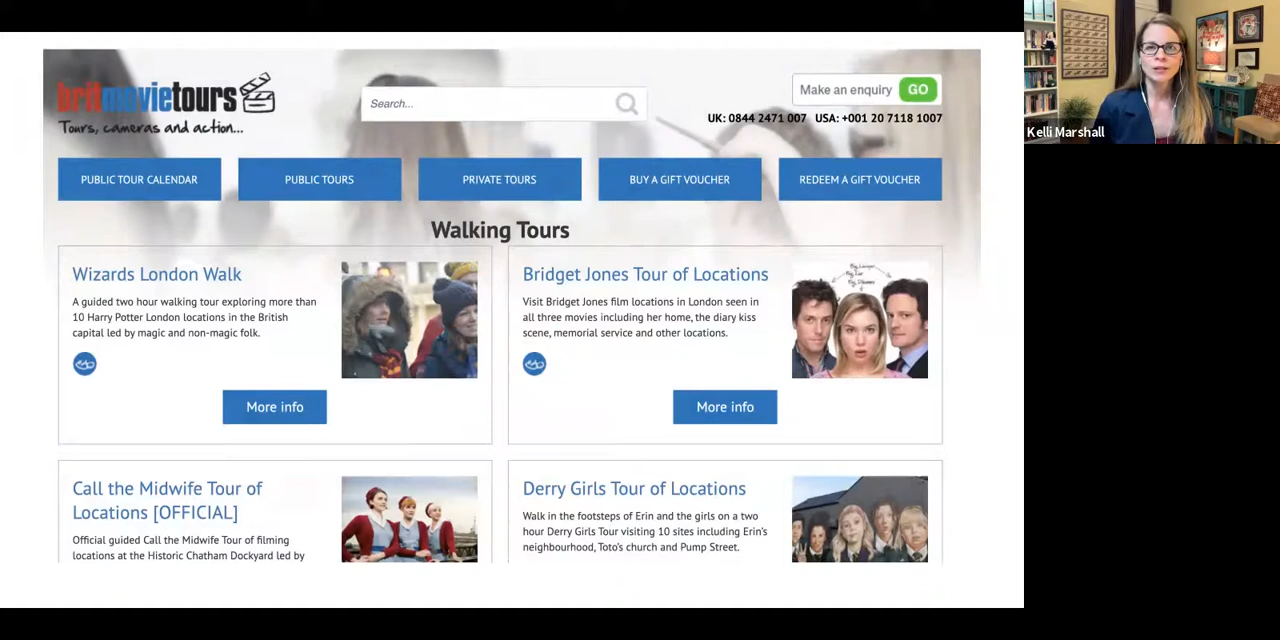 britmovietours
Tours, cameras and action...
Search...
Make an enquiry GO
UK: 0844 2471 007 USA: +001 20 7118 1007
PUBLIC TOUR CALENDAR
PUBLIC TOURS
PRIVATE TOURS
BUY A GIFT VOUCHER
REDEEM A GIFT VOUCHER
Walking Tours
Wizards London Walk
A guided two hour walking tour exploring more than
10 Harry Potter London locations in the British
capital led by magic and non-magic folk.
More info
Bridget Jones Tour of Locations
Visit Bridget Jones film locations in London seen in
all three movies including her home, the diary kiss
scene, memorial service and other locations.
More info
Call the Midwife Tour of
Locations [OFFICIAL]
Official guided Call the Midwife Tour of filming
locations at the Historic Chatham Dockyard led by
Derry Girls Tour of Locations
Walk in the footsteps of Erin and the girls on a two
hour Derry Girls Tour visiting 10 sites including Erin's
neighbourhood, Toto's church and Pump Street.
Kelli Marshall